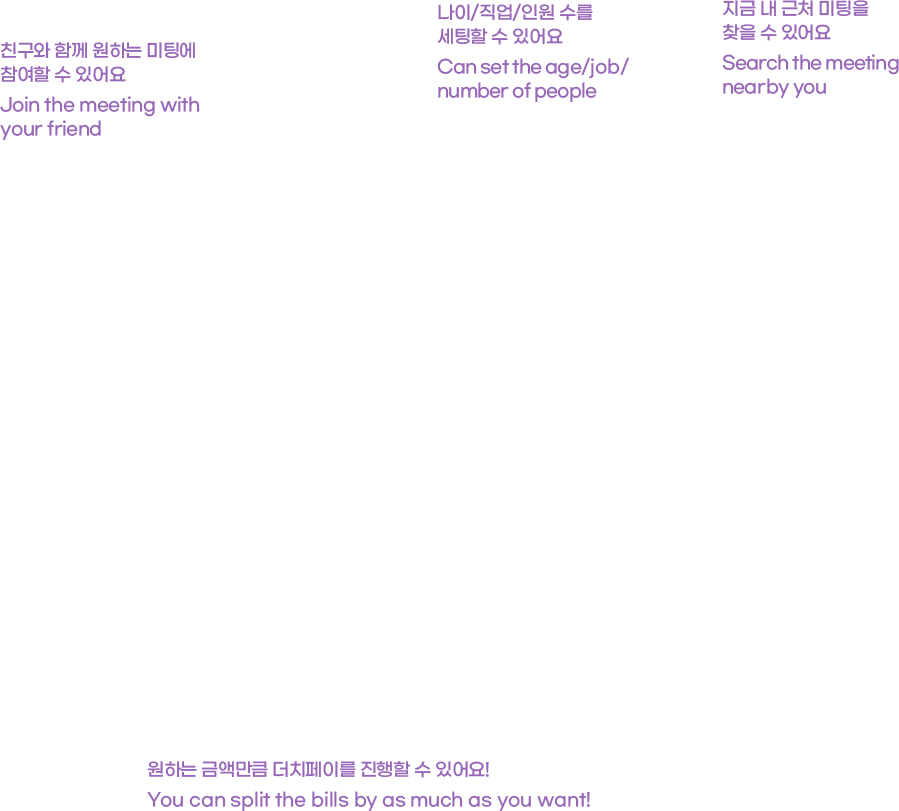 친구와 함께 원하는 미팅에
참여할 수 있어요
Join the meeting with
your friend
나이/직업/인원 수를
세팅할 수 있어요
Can set the age/job/
number of people
지금 내 근처 미팅을
찾을 수 있어요
Search the meeting
nearby you
원하는 금액만큼 더치페이를 진행할 수 있어요!
You can split the bills by as much as you want!